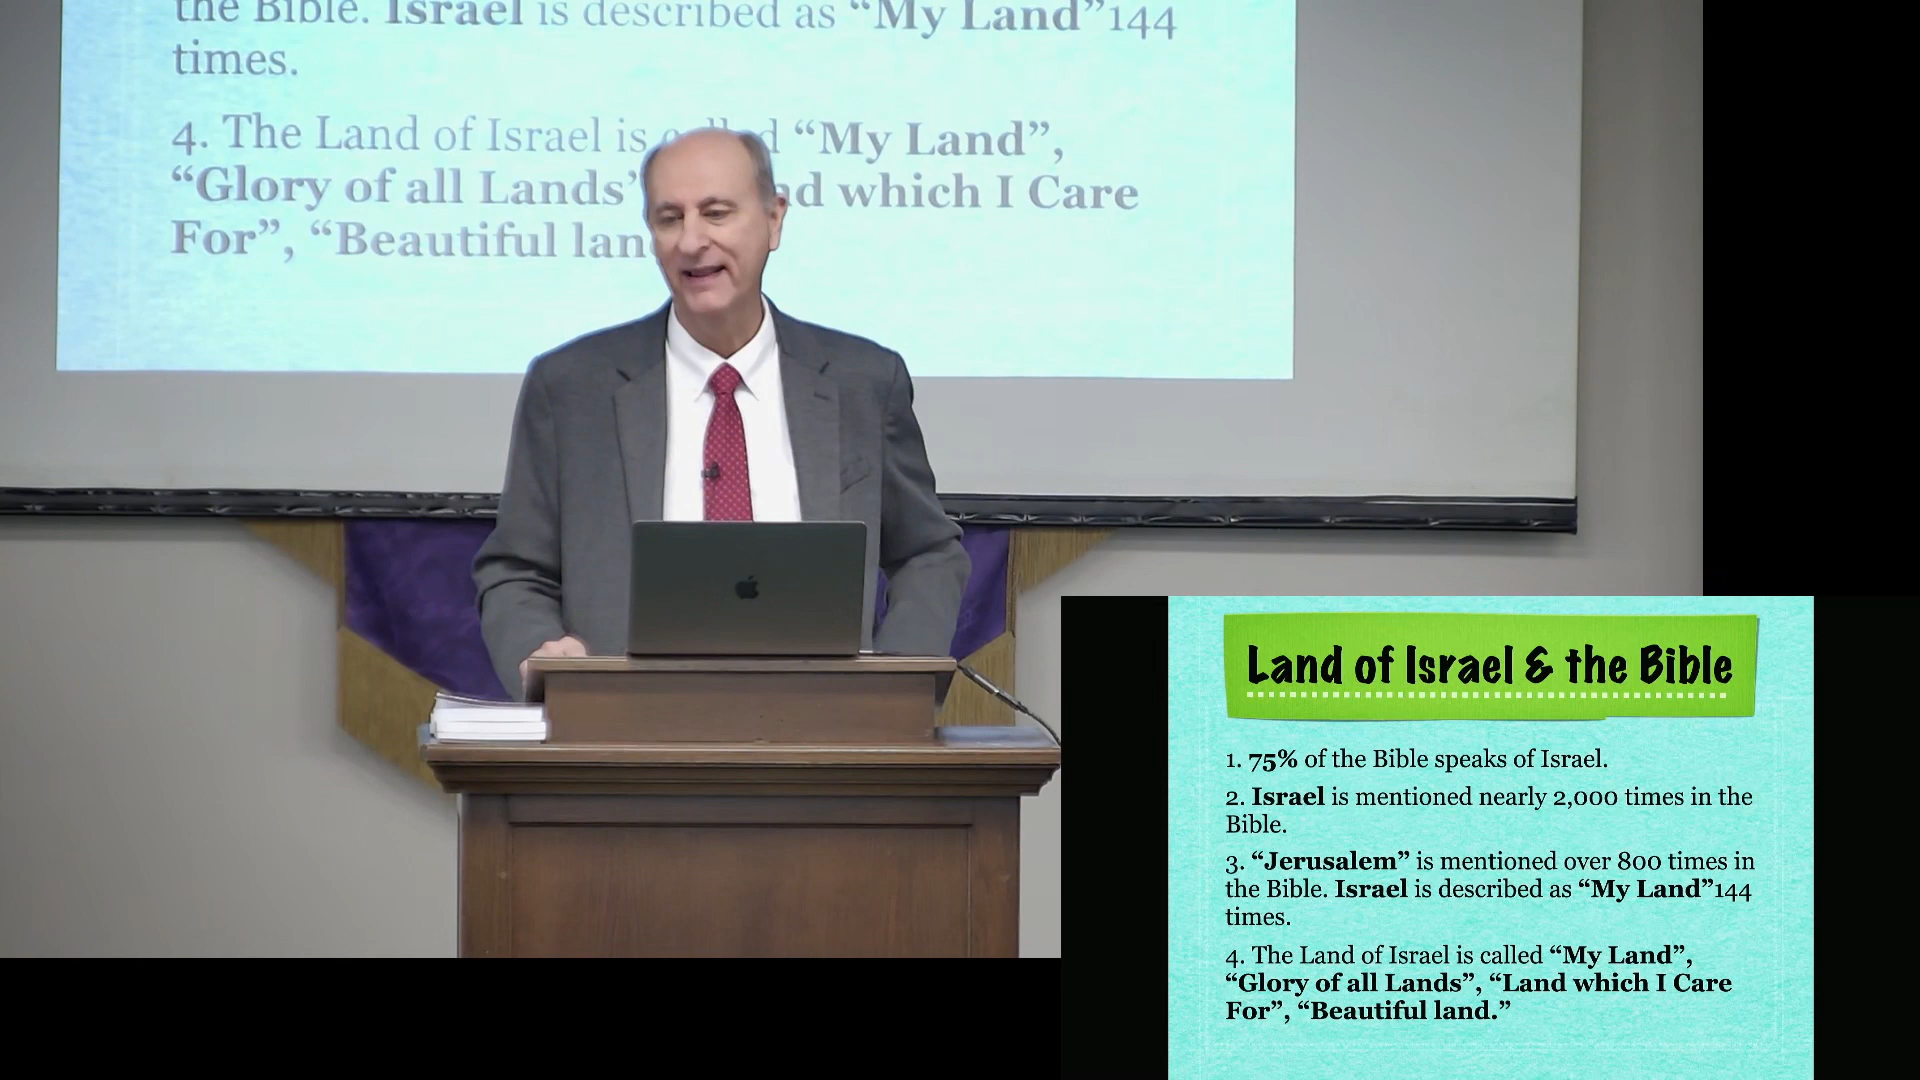 the Bible. Israel is described as “My Land”144
times.
4. The Land of Israel is called “My Land”,
“Glory of all Lands” and which I Care
For”, “Beautiful land
Land of Israel & the Bible
1. 75% of the Bible speaks of Israel.
2. Israel is mentioned nearly 2,000 times in the
Bible.
3. “Jerusalem” is mentioned over 800 times in
the Bible. Israel is described as “My Land”144
times.
4. The Land of Israel is called “My Land”,
“Glory of all Lands”, “Land which I Care
For”, “Beautiful land.”